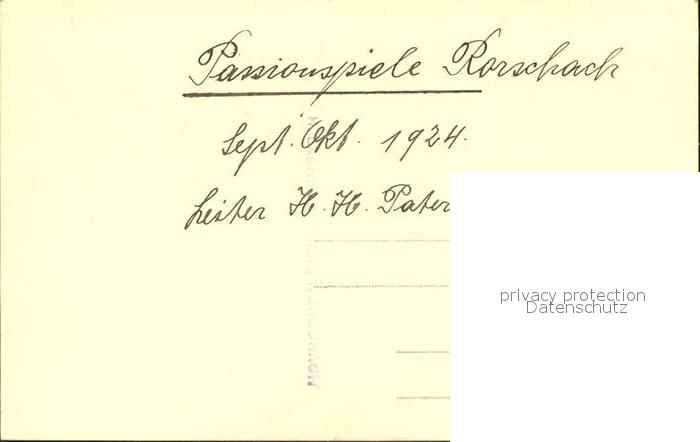 Passionspiele Rorschach
Sept. Okt. 1924.
Leiter H. H. Pater
privacy protection
Datenschutz